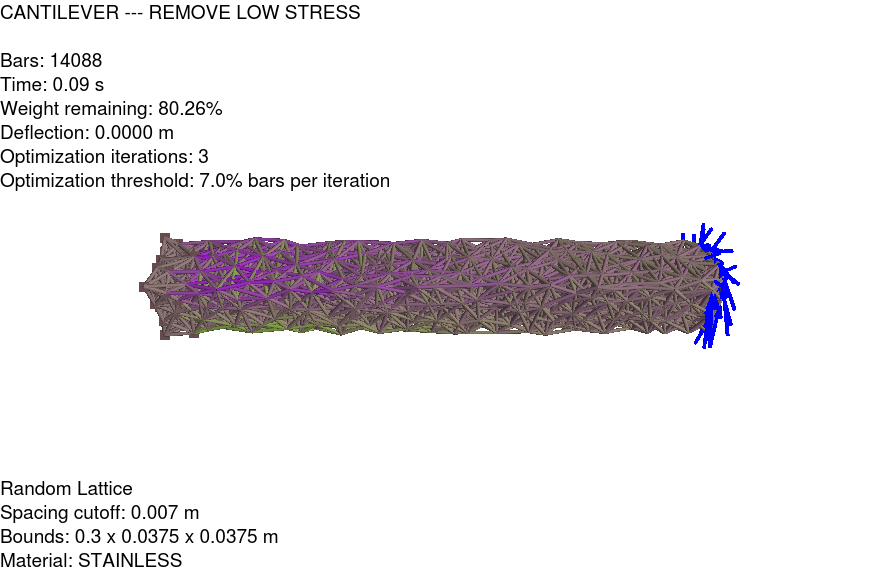 CANTILEVER --- REMOVE LOW STRESS
Bars: 14088
Time: 0.09 s
Weight remaining: 80.26%
Deflection: 0.0000 m
Optimization iterations: 3
Optimization threshold: 7.0% bars per iteration
Random Lattice
Spacing cutoff: 0.007 m
Bounds: 0.3 x 0.0375 x 0.0375 m
Material: STAINLESS